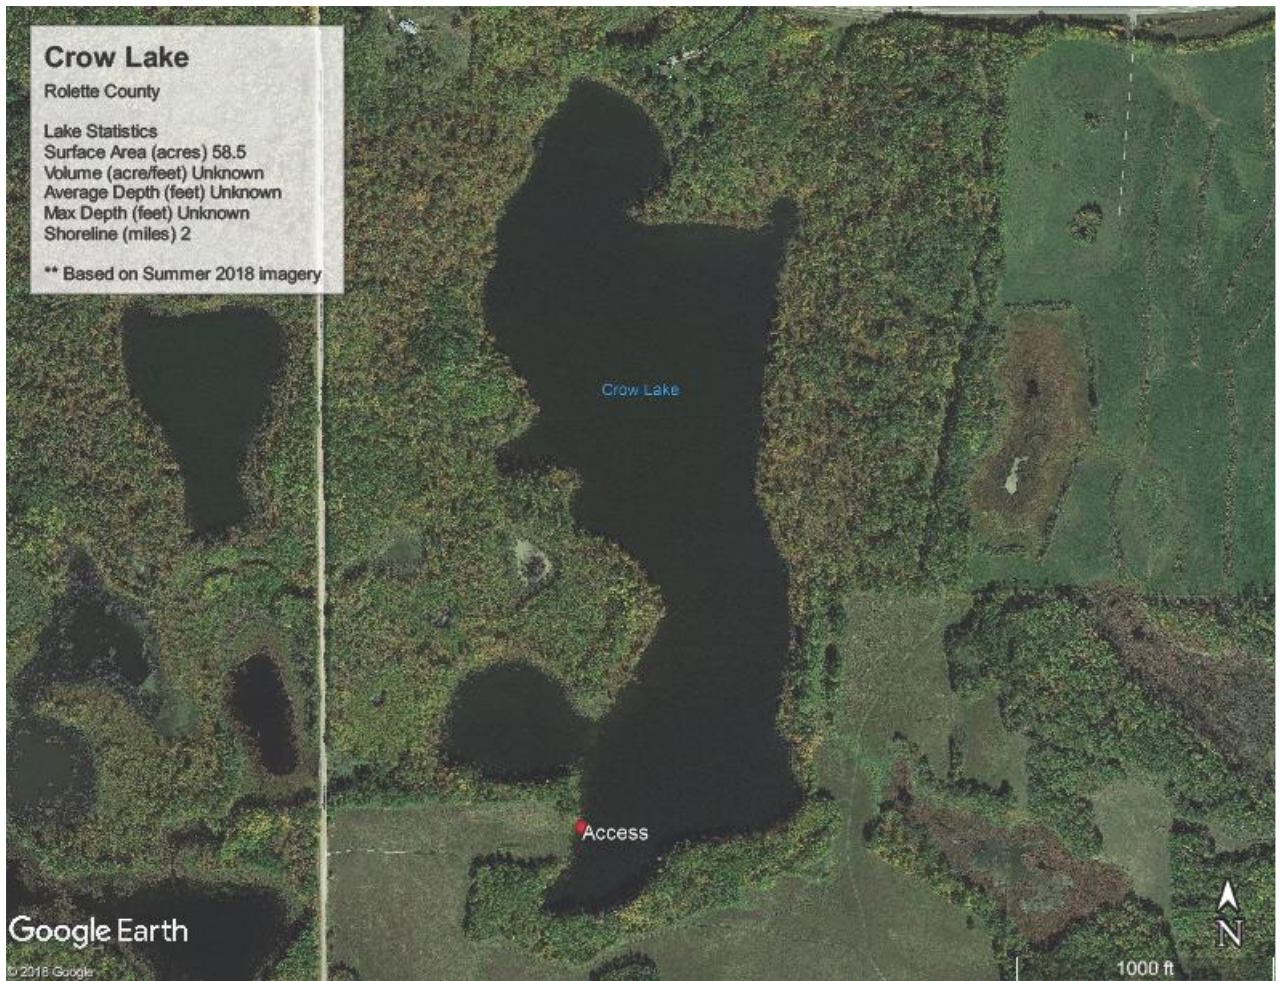 Crow Lake
Rolette County
Lake Statistics
Surface Area (acres) 58.5
Volume (acre/feet) Unknown
Average Depth (feet) Unknown
Max Depth (feet) Unknown
Shoreline (miles) 2
** Based on Summer 2018 imagery
Crow Lake
Access
Google Earth
© 2018 Google
N
1000 ft